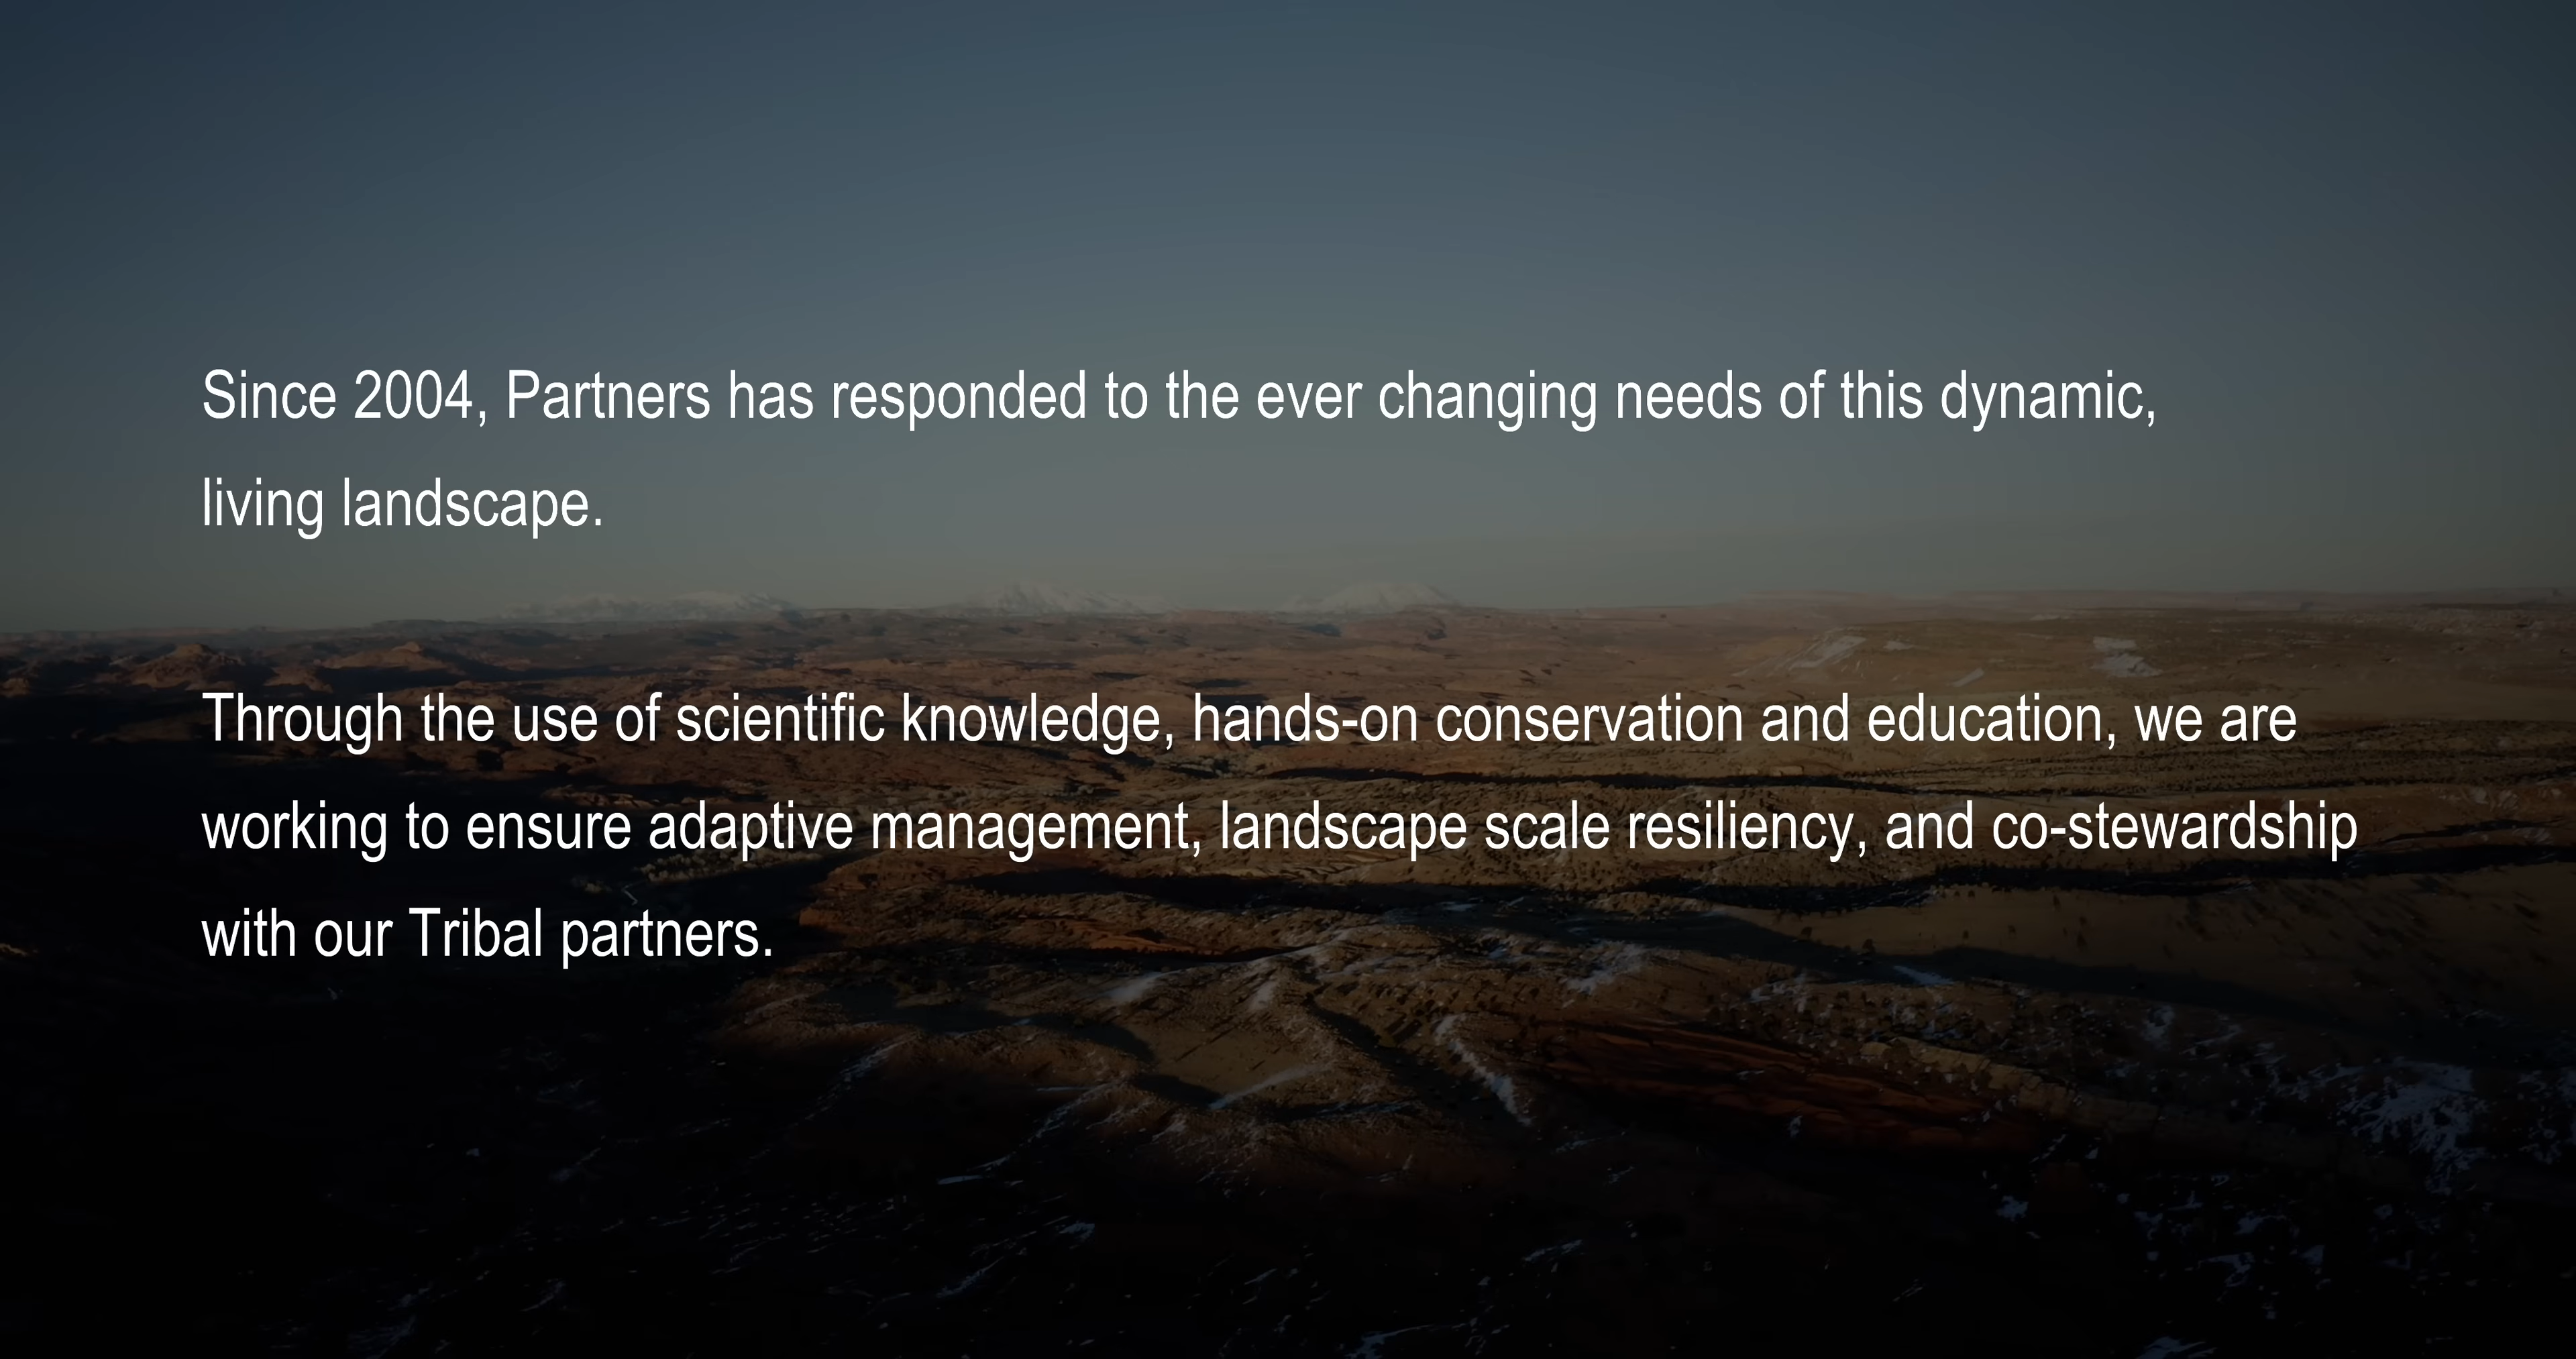 Since 2004, Partners has responded to the ever changing needs of this dynamic,
living landscape.
Through the use of scientific knowledge, hands-on conservation and education, we are
working to ensure adaptive management, landscape scale resiliency, and co-stewardship
with our Tribal partners.